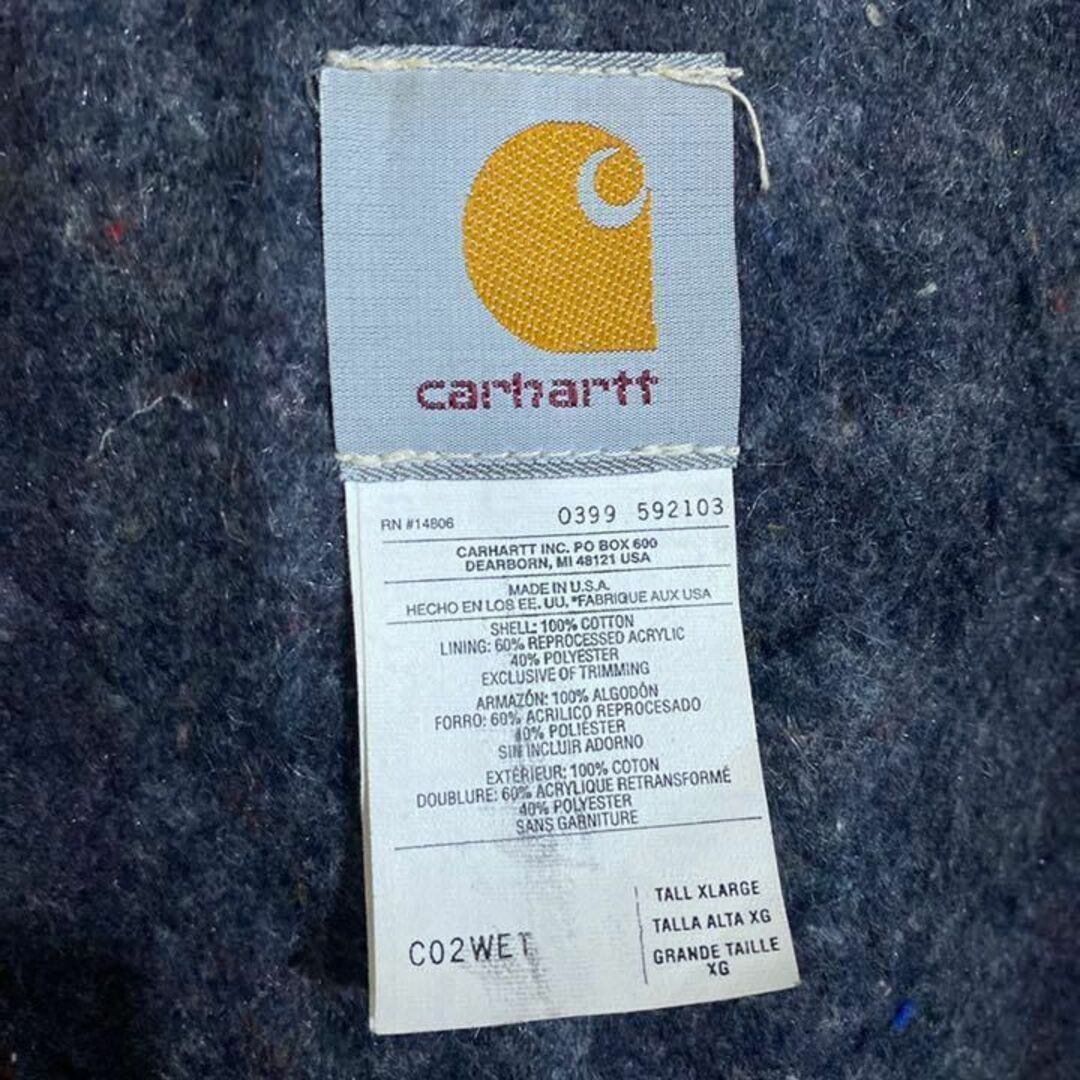 carhartt
RN #14806 0399 592103
CARHARTT INC. PO BOX 600
DEARBORN, MI 48121 USA
MADE IN U.S.A.
HECHO EN LOS EE. UU. *FABRIQUE AUX USA
SHELL: 100% COTTON
LINING: 60% REPROCESSED ACRYLIC
40% POLYESTER
EXCLUSIVE OF TRIMMING
ARMAZÓN: 100% ALGODÓN
FORRO: 60% ACRILICO REPROCESADO
40% POLIÉSTER
SIN INCLUIR ADORNO
EXTÉRIEUR: 100% COTON
DOUBLURE: 60% ACRYLIQUE RETRANSFORMÉ
40% POLYESTER
SANS GARNITURE
TALL XLARGE
TALLA ALTA XG
GRANDE TAILLE
XG
C02WET